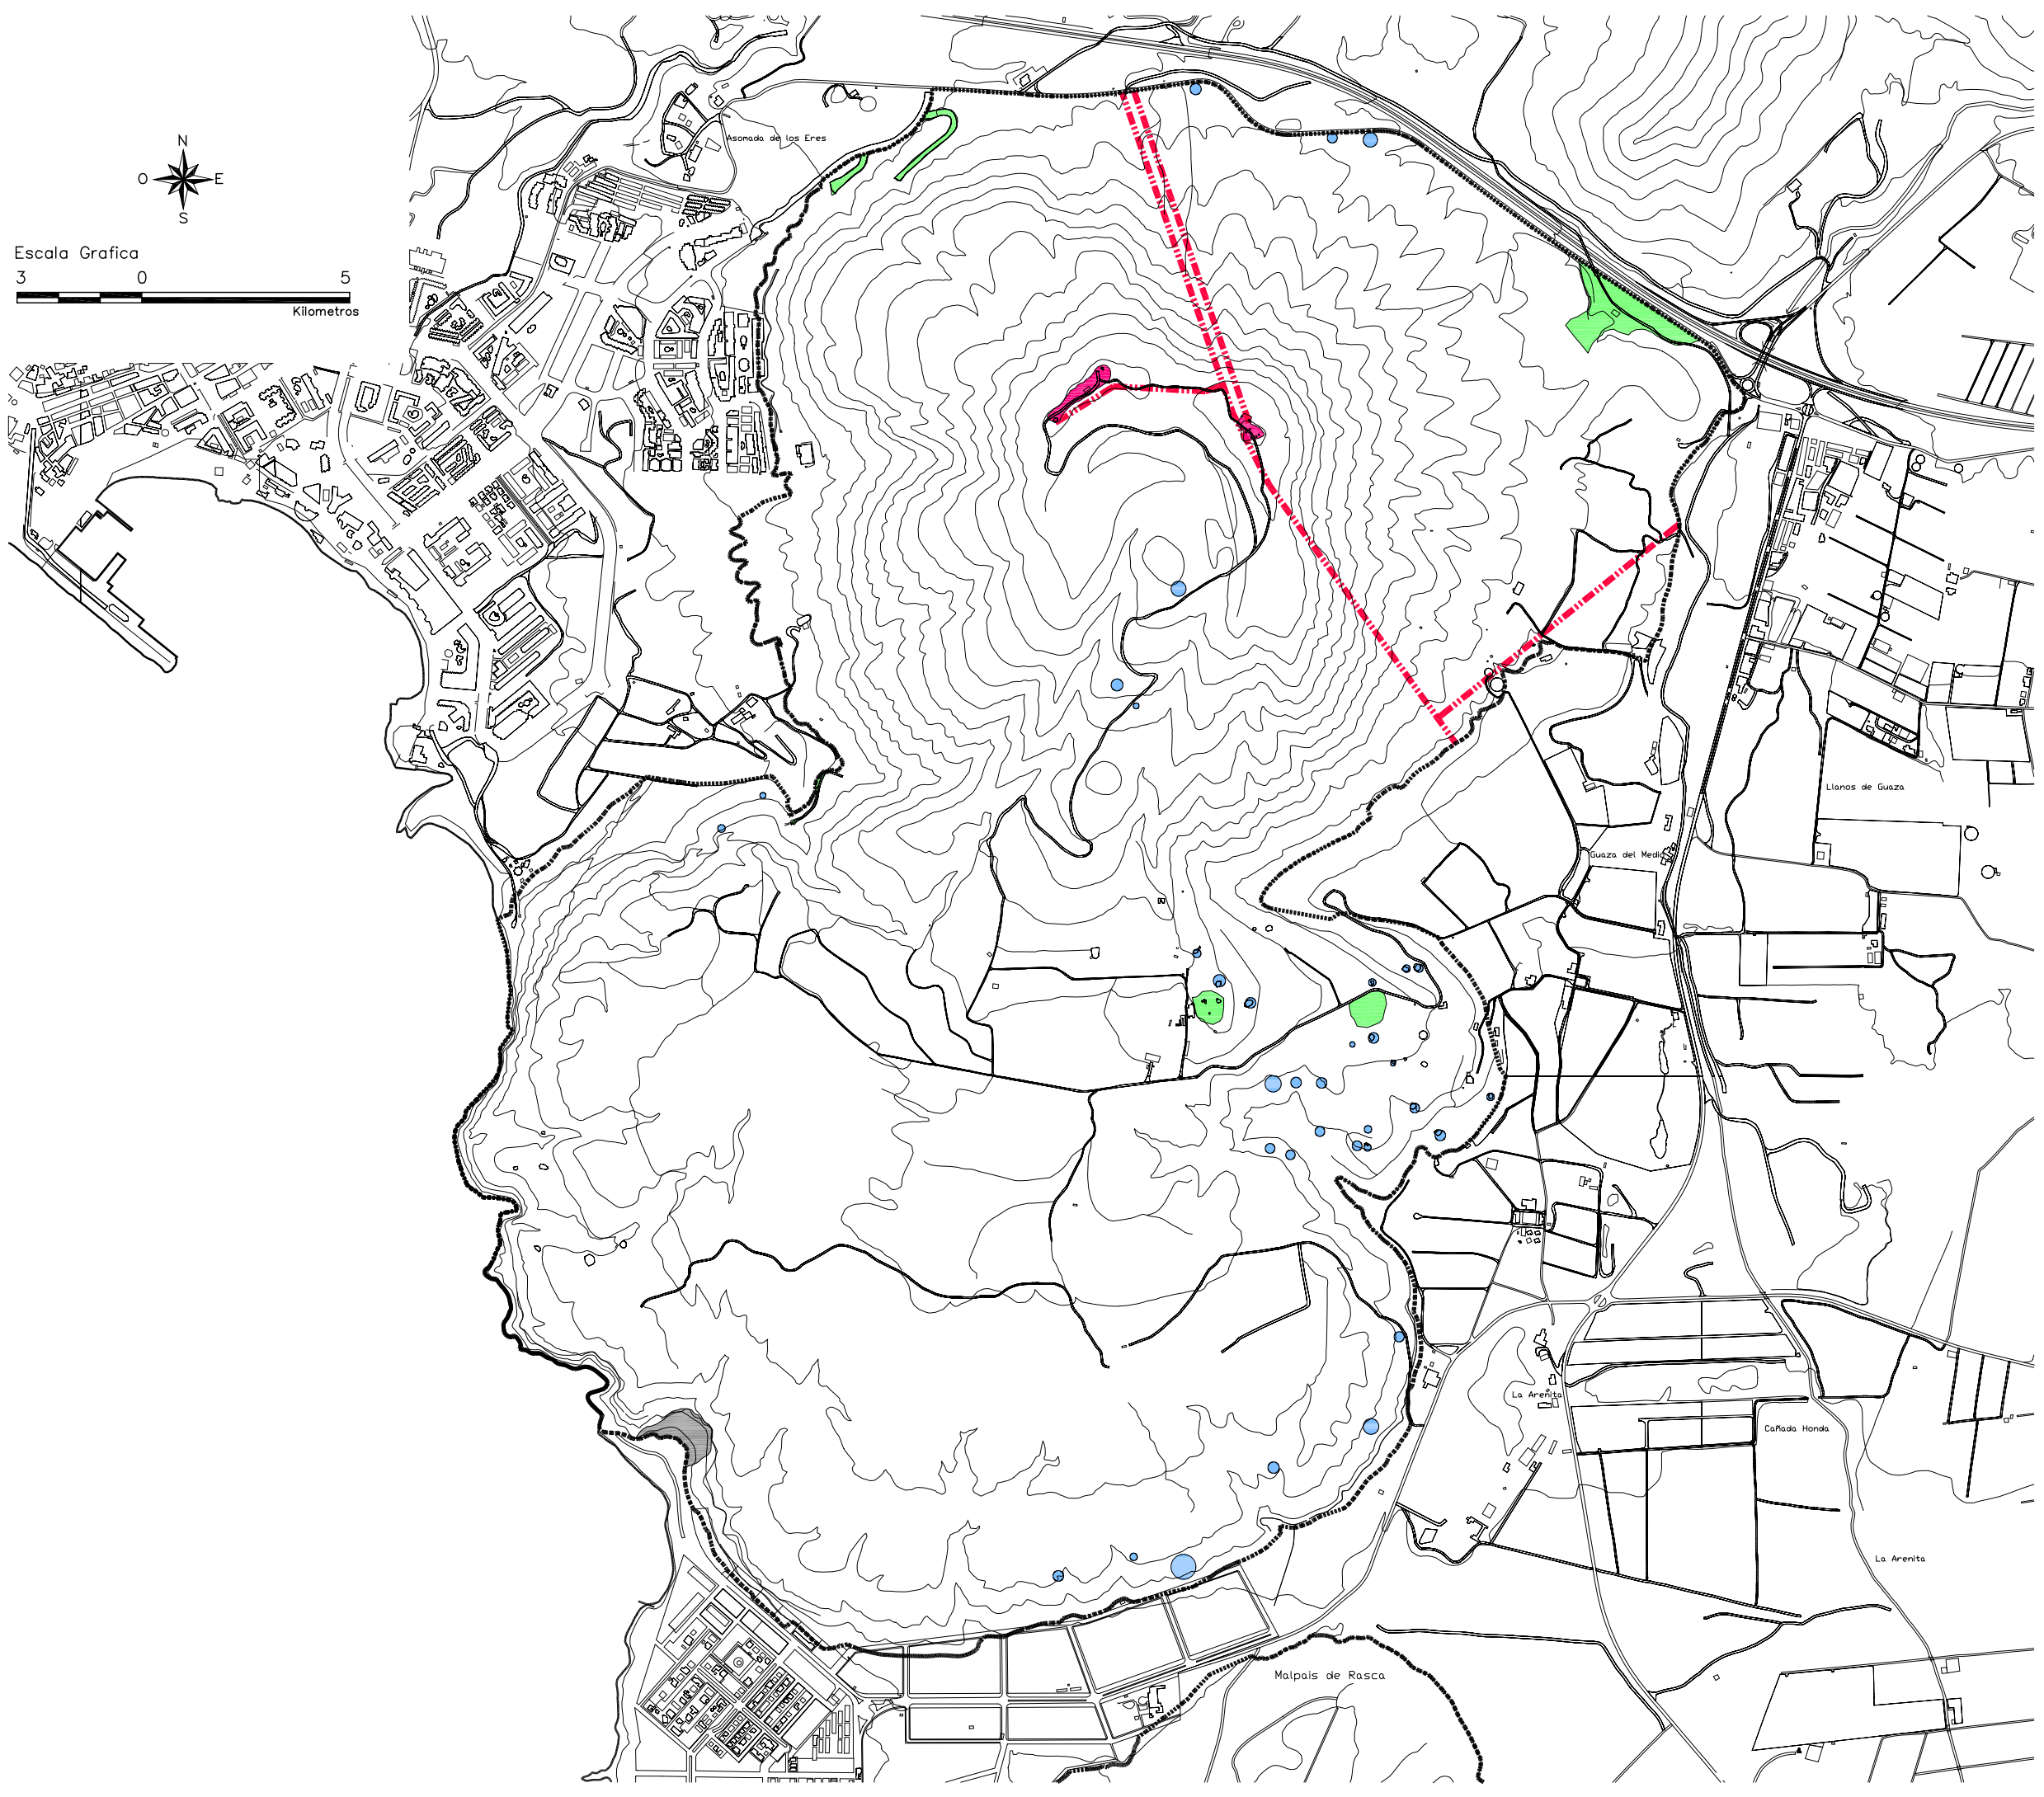 N
O E
S
Escala Grafica
3 0 5
Kilometros
Asomada de los Eres
Llanos de Guaza
Guaza del Medio
La Arenita
Cañada Honda
La Arenita
Malpais de Rasca